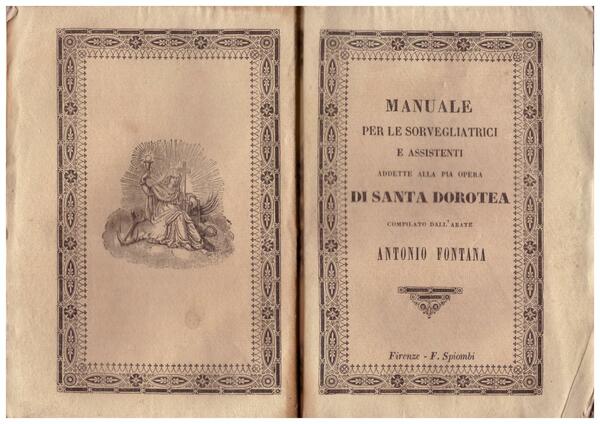 MANUALE
PER LE SORVEGLIATRICI
E ASSISTENTI
ADDETTE ALLA PIA OPERA
DI SANTA DOROTEA
COMPILATO DALL'ABATE
ANTONIO FONTANA
Firenze - F. Spiombi